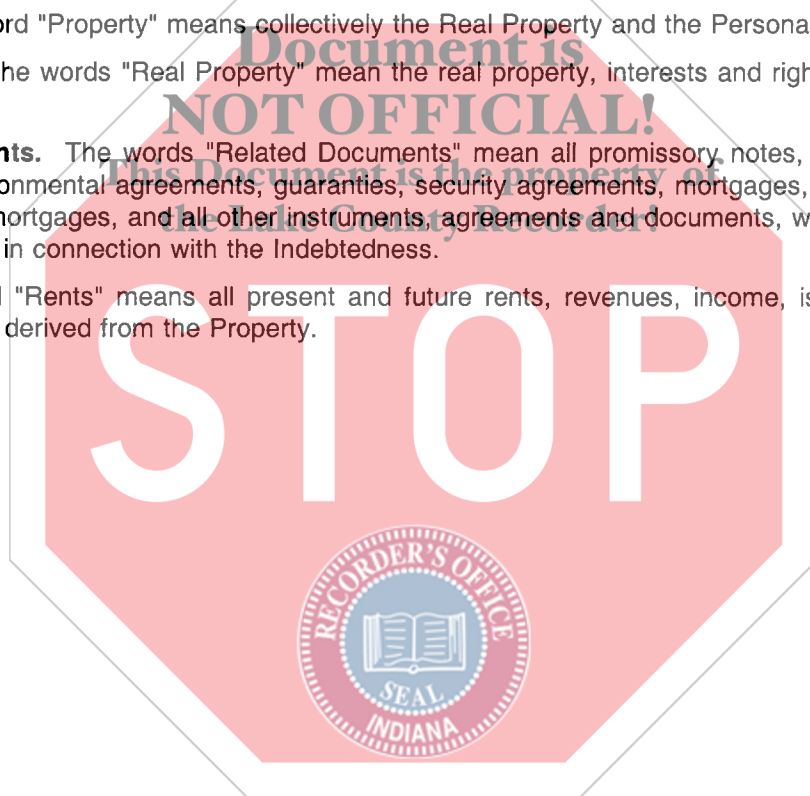 ord "Property" means collectively the Real Property and the Persona
Document is
he words "Real Property" mean the real property, interests and righ
NOT OFFICIAL!
nts. The words "Related Documents" mean all promissory notes,
This Document is the property of
onmental agreements, guaranties, security agreements, mortgages,
the Lake County Recorder!
mortgages, and all other instruments, agreements and documents, w
in connection with the Indebtedness.
"Rents" means all present and future rents, revenues, income, is
derived from the Property.
STOP
RECORDER'S OFFICE
SEAL
INDIANA